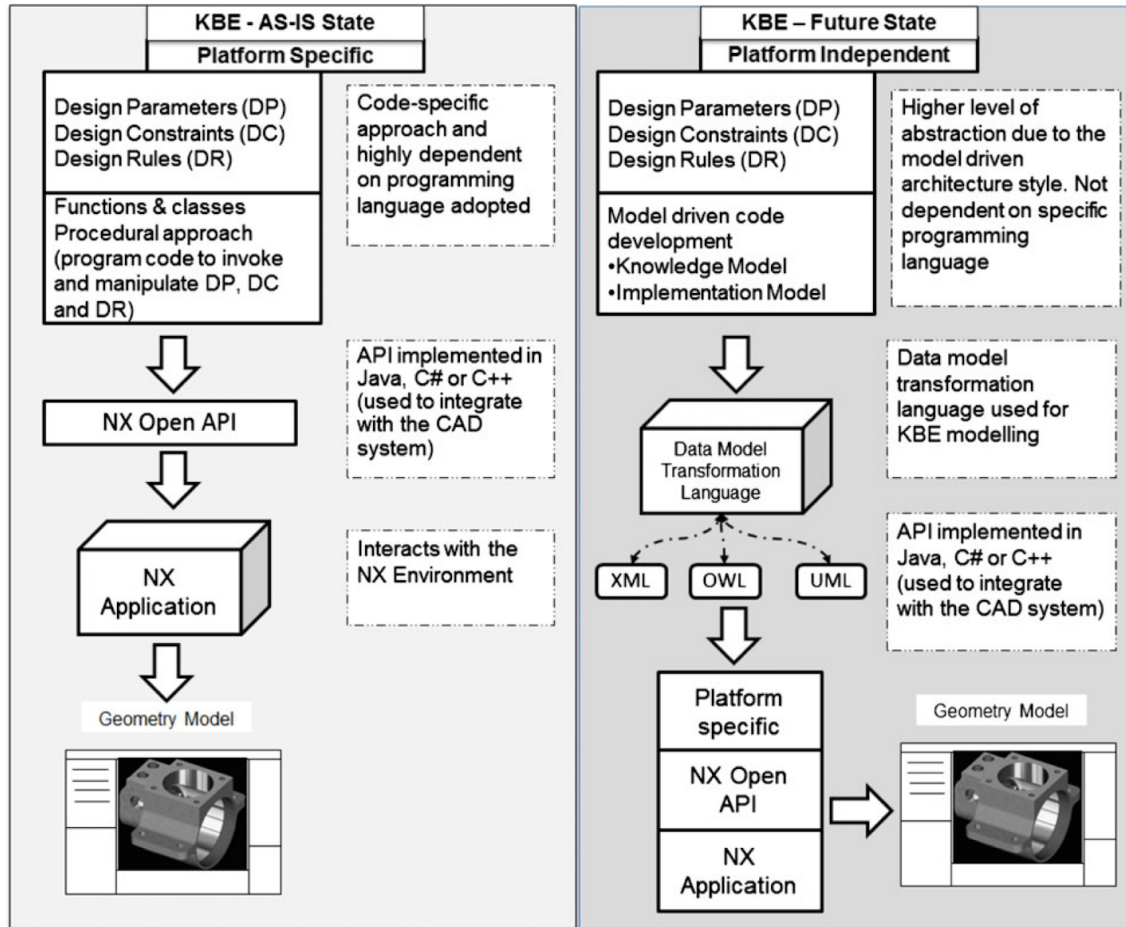 KBE - AS-IS State
Platform Specific
Design Parameters (DP)
Design Constraints (DC)
Design Rules (DR)
Functions & classes
Procedural approach
(program code to invoke
and manipulate DP, DC
and DR)
Code-specific
approach and
highly dependent
on programming
language adopted
NX Open API
API implemented in
Java, C# or C++
(used to integrate
with the CAD
system)
NX
Application
Interacts with the
NX Environment
Geometry Model
KBE – Future State
Platform Independent
Design Parameters (DP)
Design Constraints (DC)
Design Rules (DR)
Model driven code
development
•Knowledge Model
•Implementation Model
Higher level of
abstraction due to the
model driven
architecture style. Not
dependent on specific
programming
language
Data Model
Transformation
Language
Data model
transformation
language used for
KBE modelling
XML
OWL
UML
API implemented in
Java, C# or C++
(used to integrate
with the CAD system)
Platform
specific
NX Open
API
NX
Application
Geometry Model